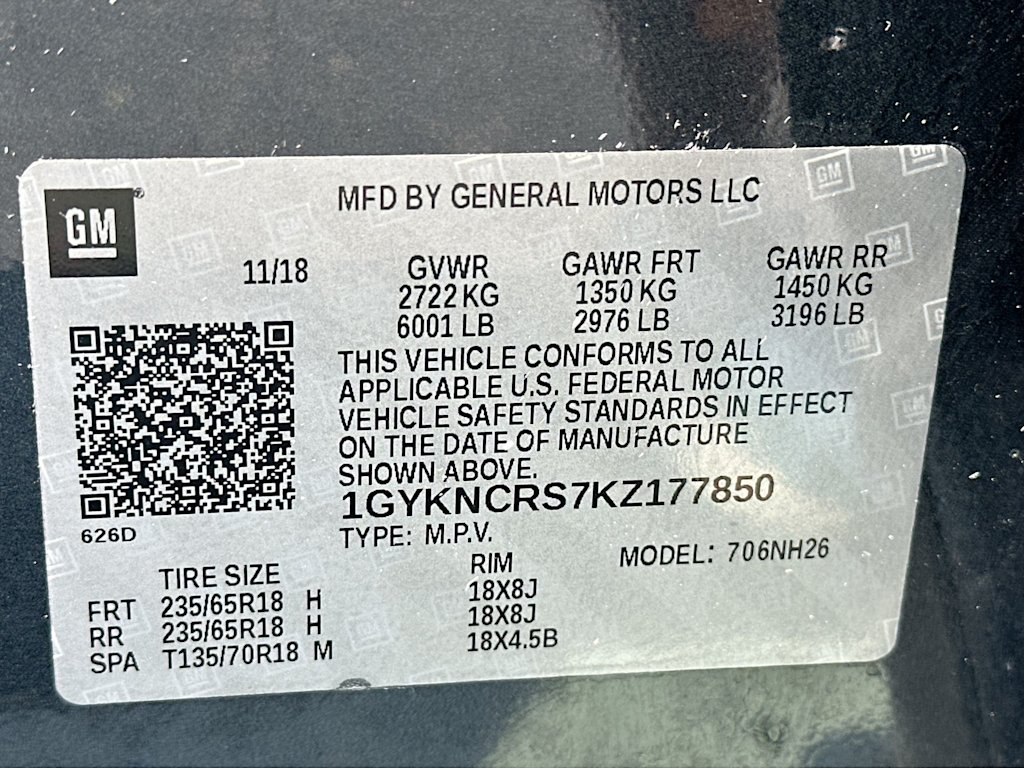 GM
MFD BY GENERAL MOTORS LLC
11/18
GVWR GAWR FRT GAWR RR
2722 KG 1350 KG 1450 KG
6001 LB 2976 LB 3196 LB
THIS VEHICLE CONFORMS TO ALL
APPLICABLE U.S. FEDERAL MOTOR
VEHICLE SAFETY STANDARDS IN EFFECT
ON THE DATE OF MANUFACTURE
SHOWN ABOVE.
1GYKNCRS7KZ177850
626D
TYPE: M.P.V.
MODEL: 706NH26
TIRE SIZE RIM
FRT 235/65R18 H 18X8J
RR 235/65R18 H 18X8J
SPA T135/70R18 M 18X4.5B